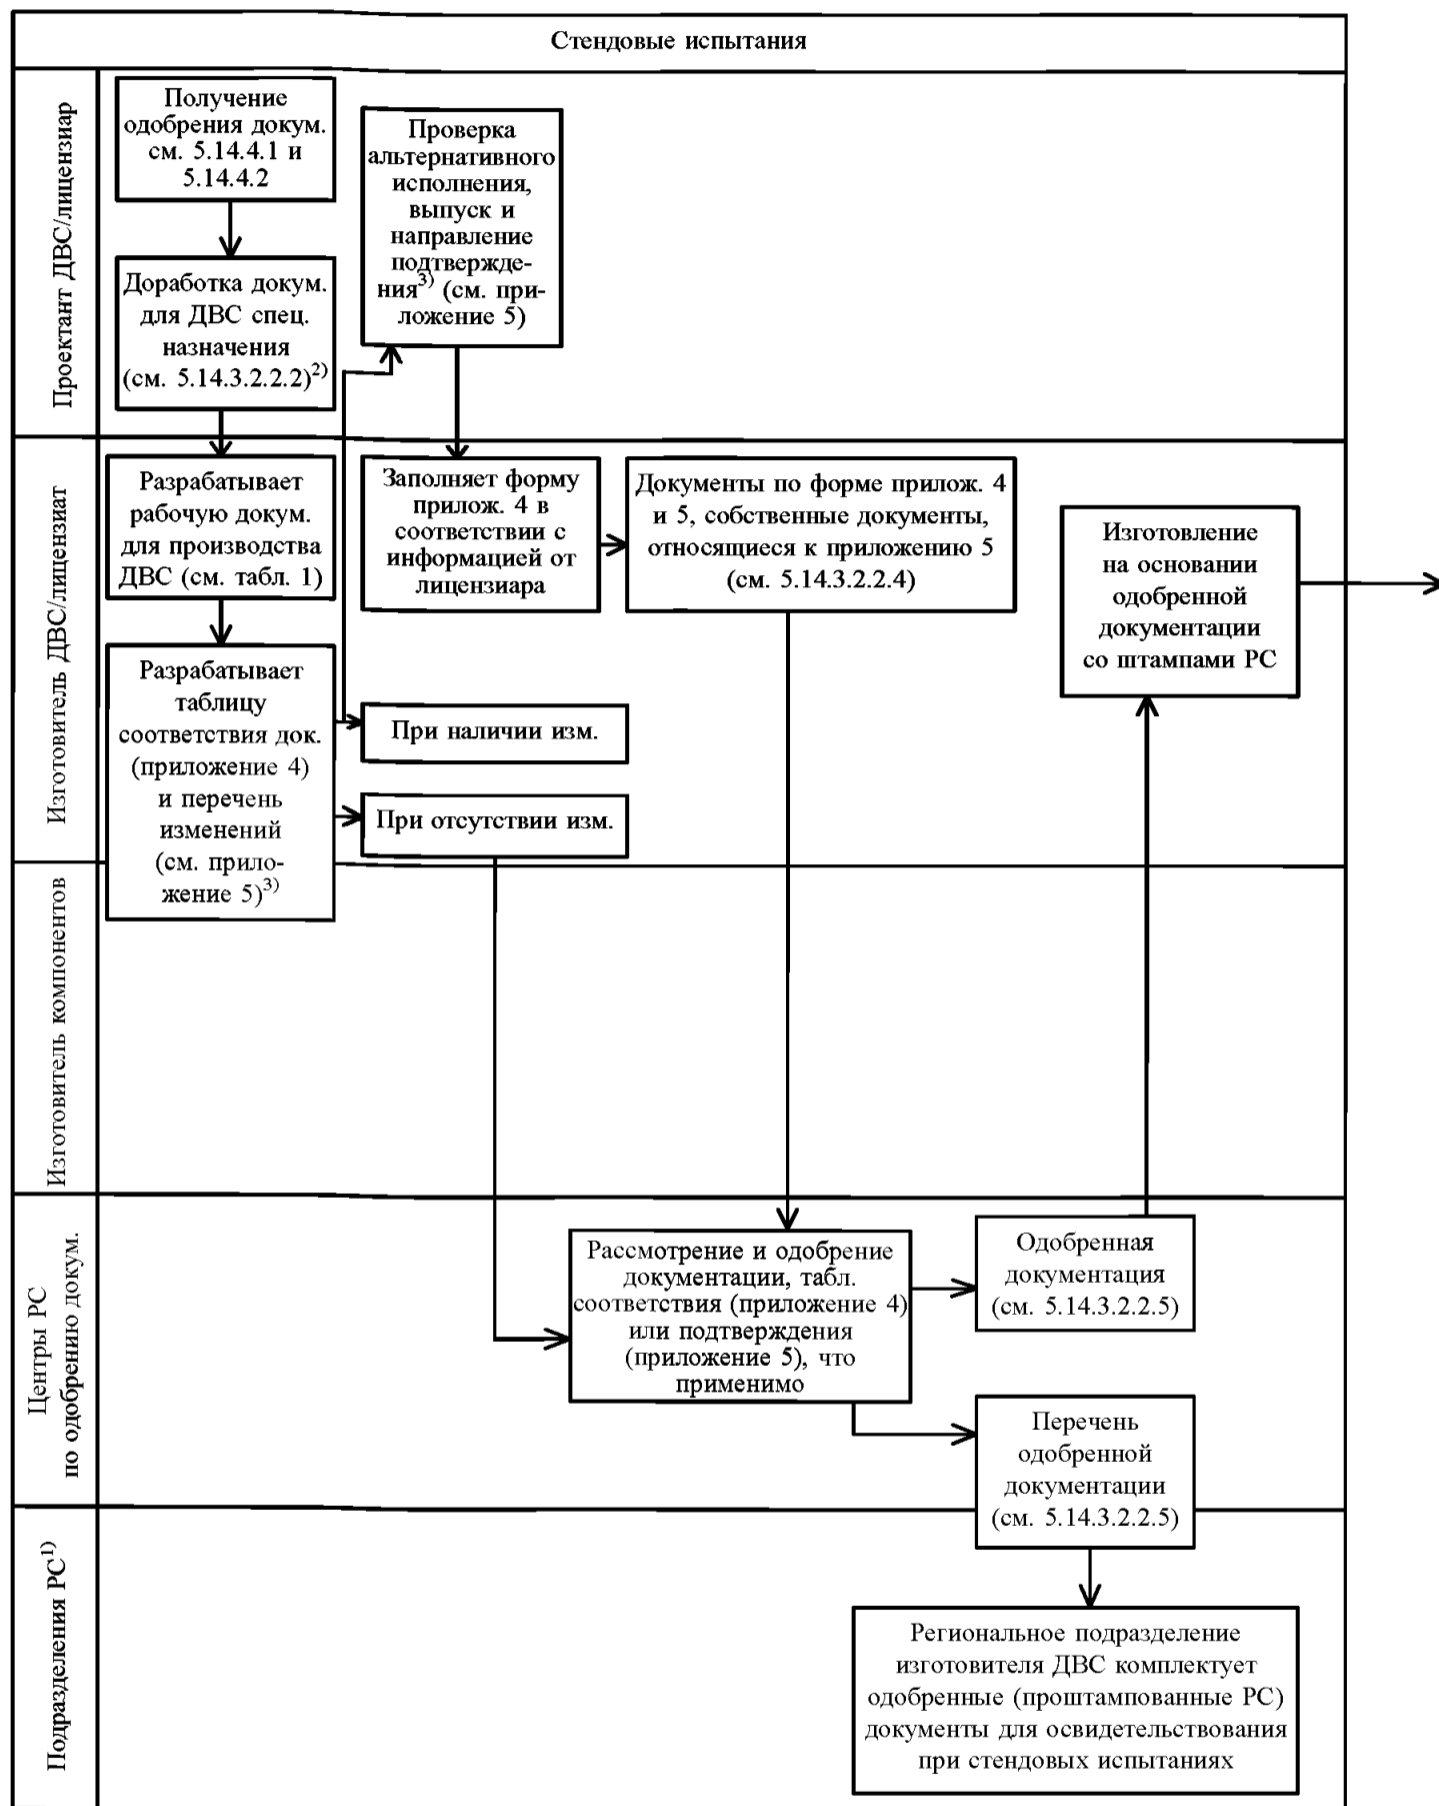 Стендовые испытания
Проектант ДВС/лицензиар
Получение
одобрения докум.
см. 5.14.4.1 и
5.14.4.2
Доработка докум.
для ДВС спец.
назначения
(см. 5.14.3.2.2.2)2)
Проверка
альтернативного
исполнения,
выпуск и
направление
подтвержде-
ния3) (см. при-
ложение 5)
Изготовитель ДВС/лицензиат
Разрабатывает
рабочую докум.
для производства
ДВС (см. табл. 1)
Разрабатывает
таблицу
соответствия док.
(приложение 4)
и перечень
изменений
(см. прило-
жение 5)3)
Заполняет форму
прилож. 4 в
соответствии с
информацией от
лицензиара
При наличии изм.
При отсутствии изм.
Документы по форме прилож. 4
и 5, собственные документы,
относящиеся к приложению 5
(см. 5.14.3.2.2.4)
Изготовление
на основании
одобренной
документации
со штампами РС
Изготовитель компонентов
Центры РС
по одобрению докум.
Рассмотрение и одобрение
документации, табл.
соответствия (приложение 4)
или подтверждения
(приложение 5), что
применимо
Одобренная
документация
(см. 5.14.3.2.2.5)
Перечень
одобренной
документации
(см. 5.14.3.2.2.5)
Подразделения РС1)
Региональное подразделение
изготовителя ДВС комплектует
одобренные (проштампованные РС)
документы для освидетельствования
при стендовых испытаниях